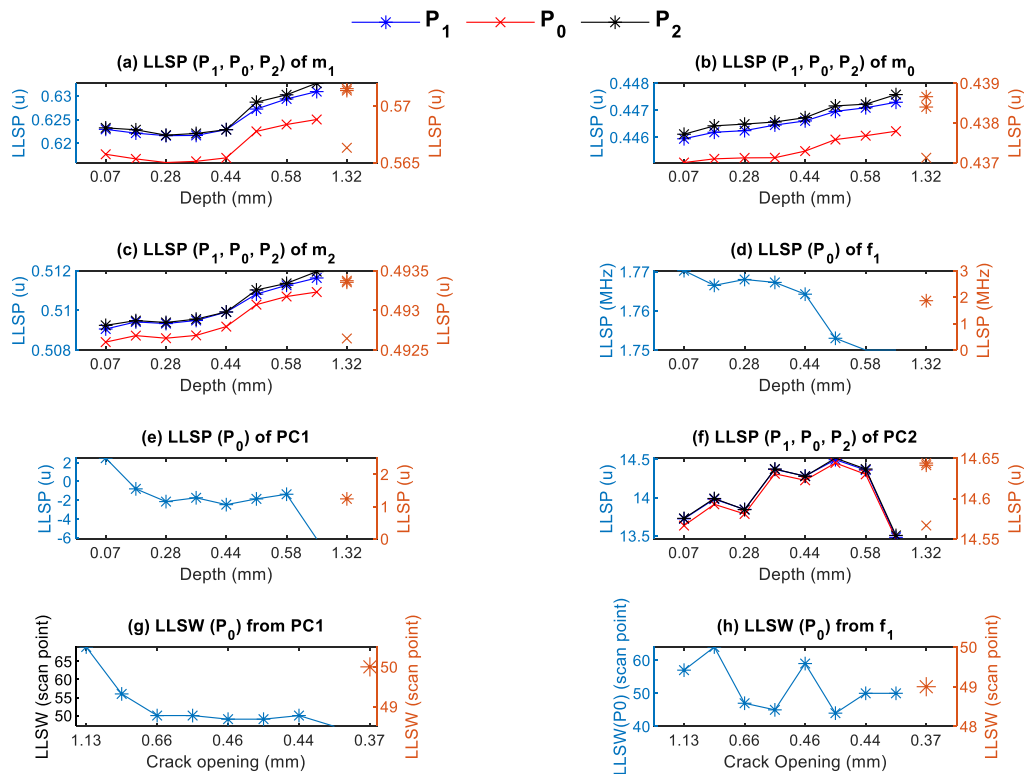 P1 P0 P2
(a) LLSP (P1, P0, P2) of m1
0.63
0.625
0.62
LLSP (u)
0.57
0.565
LLSP (u)
0.07 0.28 0.44 0.58 1.32
Depth (mm)
(b) LLSP (P1, P0, P2) of m0
0.448
0.447
0.446
LLSP (u)
0.439
0.438
0.437
LLSP (u)
0.07 0.28 0.44 0.58 1.32
Depth (mm)
(c) LLSP (P1, P0, P2) of m2
0.512
0.51
0.508
LLSP (u)
0.4935
0.493
0.4925
LLSP (u)
0.07 0.28 0.44 0.58 1.32
Depth (mm)
(d) LLSP (P0) of f1
1.77
1.76
1.75
LLSP (MHz)
3
2
1
0
LLSP (MHz)
0.07 0.28 0.44 0.58 1.32
Depth (mm)
(e) LLSP (P0) of PC1
2
0
-2
-4
-6
LLSP (u)
2
1
0
LLSP (u)
0.07 0.28 0.44 0.58 1.32
Depth (mm)
(f) LLSP (P1, P0, P2) of PC2
14.5
14
13.5
LLSP (u)
14.65
14.6
14.55
LLSP (u)
0.07 0.28 0.44 0.58 1.32
Depth (mm)
(g) LLSW (P0) from PC1
65
60
55
50
LLSW (scan point)
50
48
LLSW (scan point)
1.13 0.66 0.46 0.44 0.37
Crack opening (mm)
(h) LLSW (P0) from f1
60
50
40
LLSW(P0) (scan point)
50
49
48
LLSW (scan point)
1.13 0.66 0.46 0.44 0.37
Crack Opening (mm)